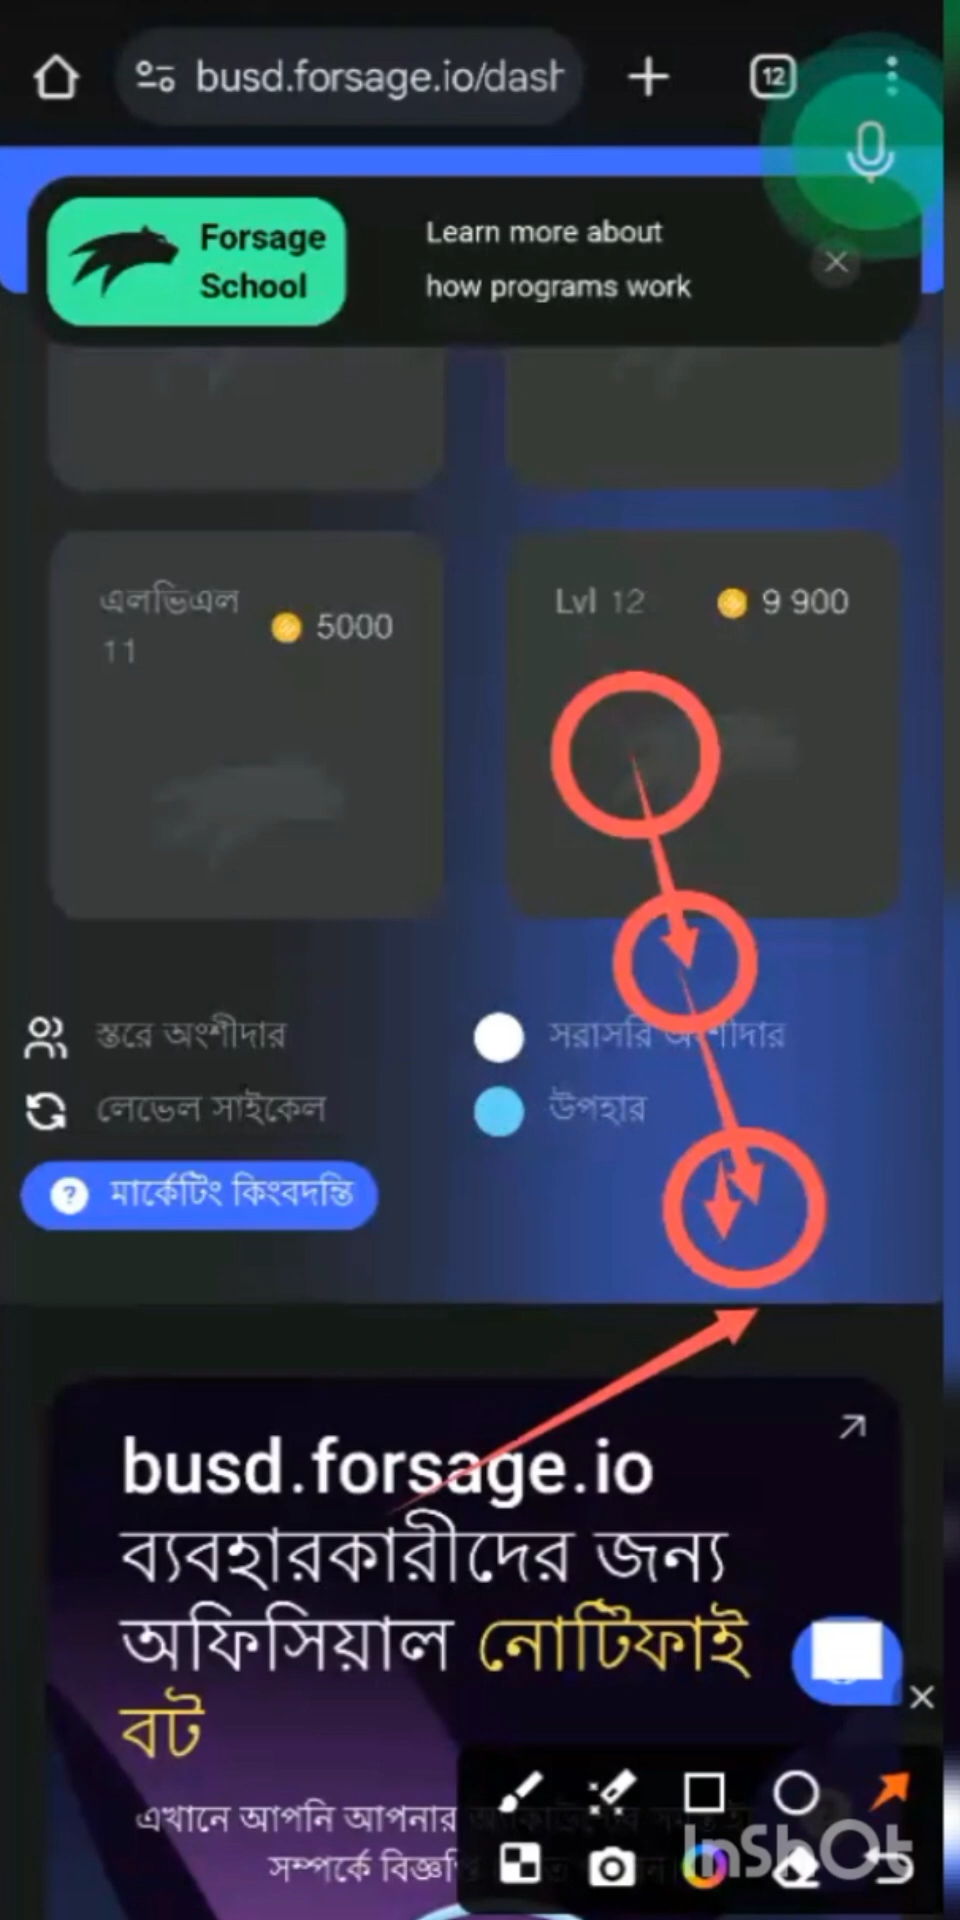 busd.forsage.io/dash
12
Forsage
School
Learn more about
how programs work
এলভিএল
11
5000
Lvl 12
9 900
স্তরে অংশীদার
সরাসরি অংশীদার
লেভেল সাইকেল
উপহার
? মার্কেটিং কিংবদন্তি
busd.forsage.io
ব্যবহারকারীদের জন্য
অফিসিয়াল নোটিফাই
বট
এখানে আপনি আপনার
সম্পর্কে
InShOt